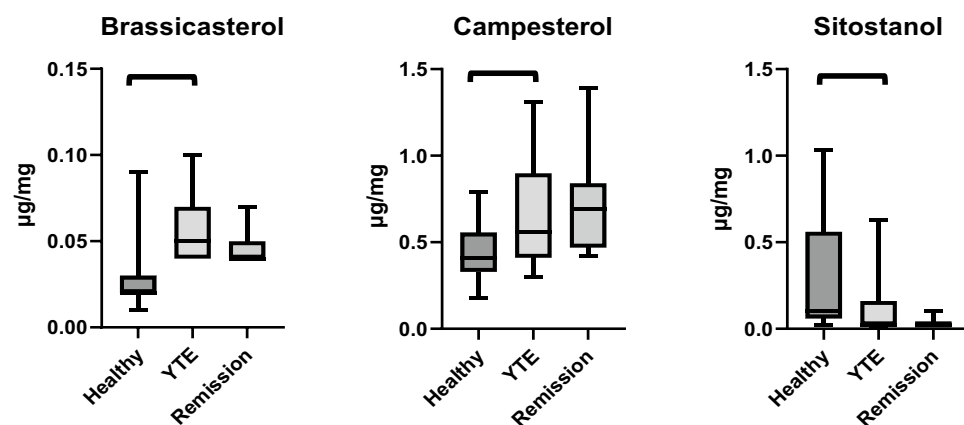 Brassicasterol
µg/mg
0.15
0.10
0.05
0.00
Healthy
YTE
Remission
Campesterol
µg/mg
1.5
1.0
0.5
0.0
Healthy
YTE
Remission
Sitostanol
µg/mg
1.5
1.0
0.5
0.0
Healthy
YTE
Remission